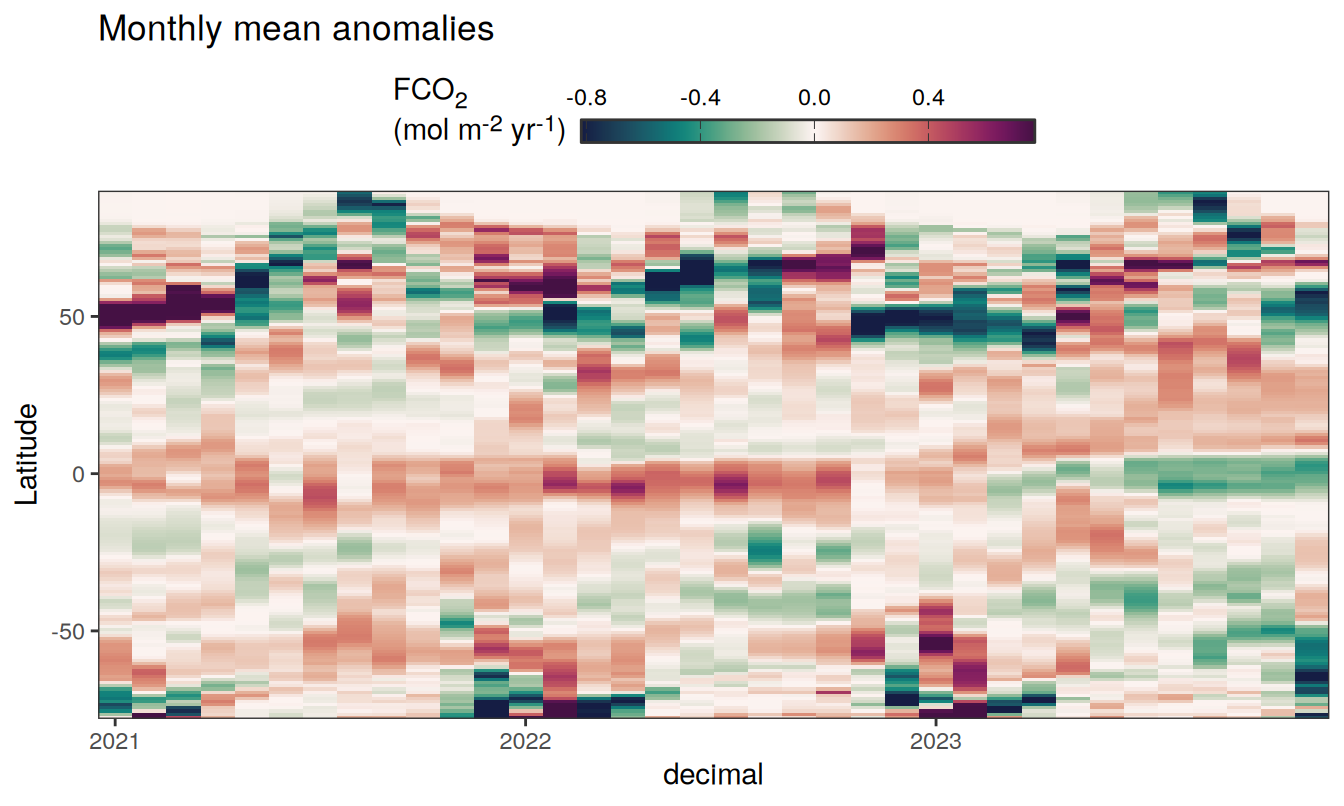 Monthly mean anomalies
FCO₂
(mol m⁻² yr⁻¹)
-0.8 -0.4 0.0 0.4
Latitude
50
0
-50
2021 2022 2023
decimal